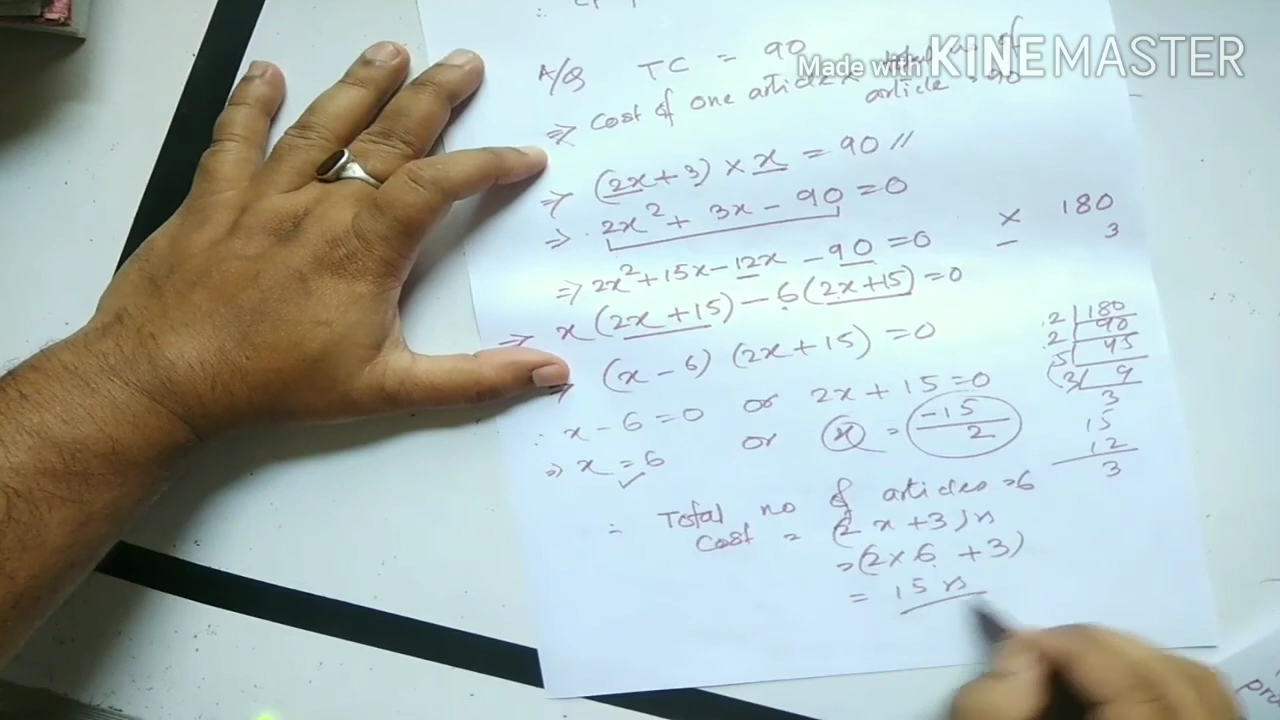 A/Q TC = 90
Made with KINEMASTER
⇒ Cost of one article × total no of article = 90
⇒ (2x + 3) × x = 90 //
⇒ 2x² + 3x - 90 = 0
⇒ 2x² + 15x - 12x - 90 = 0
⇒ x (2x + 15) - 6 (2x + 15) = 0
⇒ (x - 6) (2x + 15) = 0
∴ x - 6 = 0 or 2x + 15 = 0
⇒ x = 6 or x = -15/2
∴ Total no of articles = 6
Cost = (2x + 3) rs
= (2 × 6 + 3)
= 15 rs
× 180
- 3
2 | 180
2 | 90
5 | 45
3 | 9
3
15
12
3